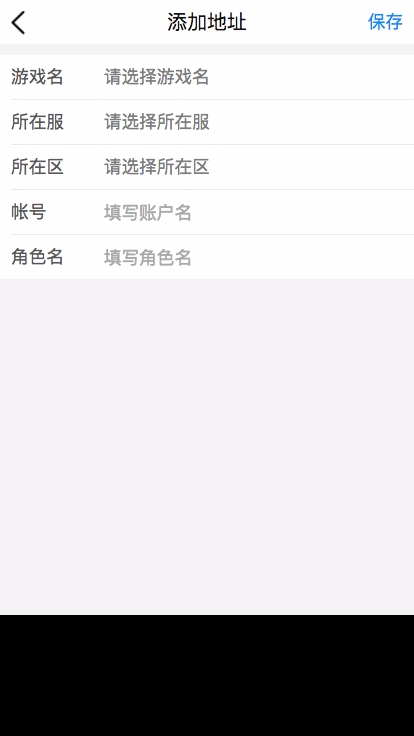 添加地址 保存
游戏名 请选择游戏名
所在服 请选择所在服
所在区 请选择所在区
帐号 填写账户名
角色名 填写角色名